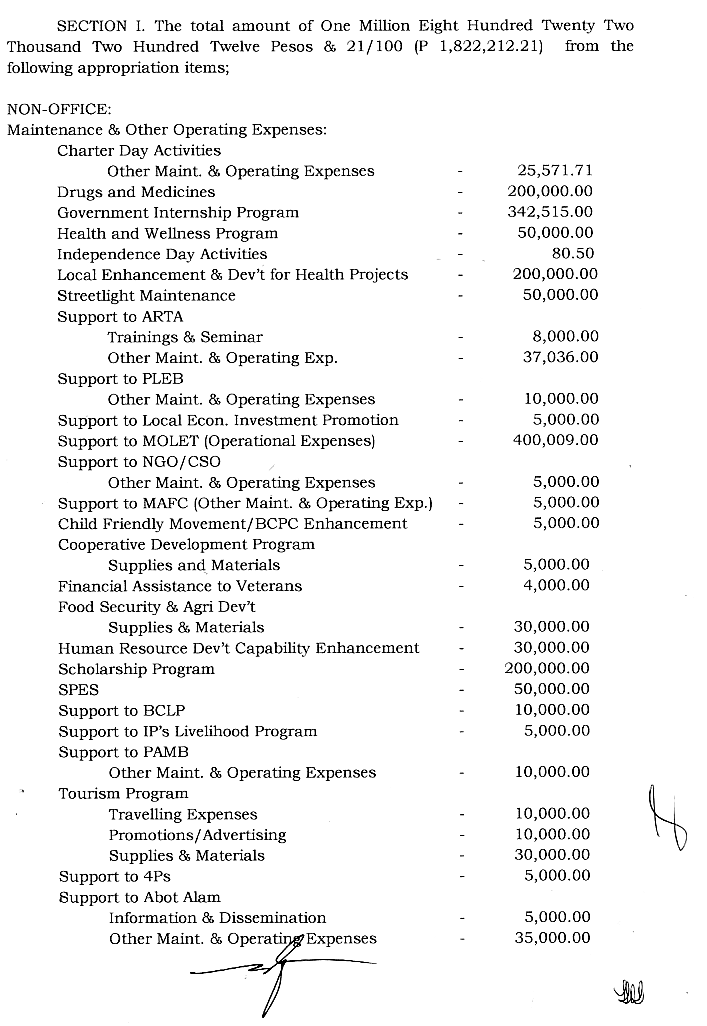 SECTION I. The total amount of One Million Eight Hundred Twenty Two
Thousand Two Hundred Twelve Pesos & 21/100 (P 1,822,212.21) from the
following appropriation items;
NON-OFFICE:
Maintenance & Other Operating Expenses:
Charter Day Activities
Other Maint. & Operating Expenses - 25,571.71
Drugs and Medicines - 200,000.00
Government Internship Program - 342,515.00
Health and Wellness Program - 50,000.00
Independence Day Activities - 80.50
Local Enhancement & Dev't for Health Projects - 200,000.00
Streetlight Maintenance - 50,000.00
Support to ARTA
Trainings & Seminar - 8,000.00
Other Maint. & Operating Exp. - 37,036.00
Support to PLEB
Other Maint. & Operating Expenses - 10,000.00
Support to Local Econ. Investment Promotion - 5,000.00
Support to MOLET (Operational Expenses) - 400,009.00
Support to NGO/CSO
Other Maint. & Operating Expenses - 5,000.00
Support to MAFC (Other Maint. & Operating Exp.) - 5,000.00
Child Friendly Movement/BCPC Enhancement - 5,000.00
Cooperative Development Program
Supplies and Materials - 5,000.00
Financial Assistance to Veterans - 4,000.00
Food Security & Agri Dev't
Supplies & Materials - 30,000.00
Human Resource Dev't Capability Enhancement - 30,000.00
Scholarship Program - 200,000.00
SPES - 50,000.00
Support to BCLP - 10,000.00
Support to IP's Livelihood Program - 5,000.00
Support to PAMB
Other Maint. & Operating Expenses - 10,000.00
Tourism Program
Travelling Expenses - 10,000.00
Promotions/Advertising - 10,000.00
Supplies & Materials - 30,000.00
Support to 4Ps - 5,000.00
Support to Abot Alam
Information & Dissemination - 5,000.00
Other Maint. & Operating Expenses - 35,000.00